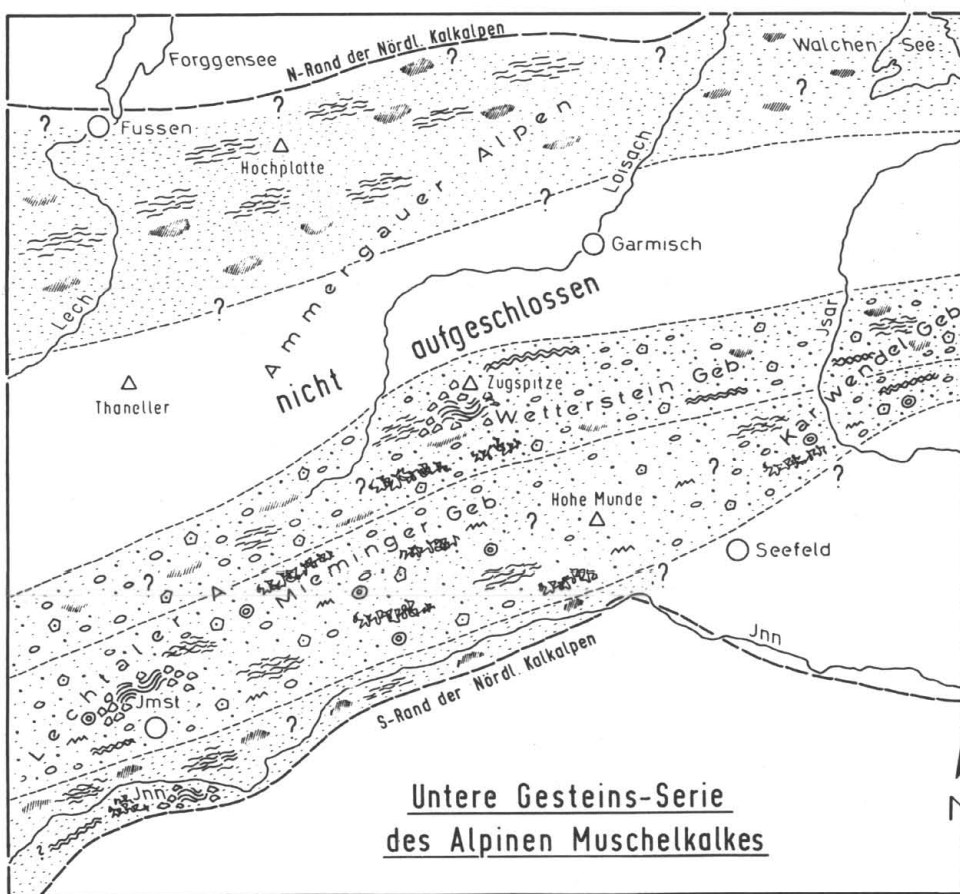 Forggensee
N-Rand der Nördl. Kalkalpen
Walchen See
?
?
?
?
Fussen
Hochplatte
Ammergauer Alpen
Loisach
?
Garmisch
Lech
?
nicht aufgeschlossen
Jsar
Thaneller
Zugspitze
Wetterstein Geb
Karwendel Geb
?
?
Hohe Munde
?
?
Seefeld
?
Lechtaler A
Mieminger Geb
?
Jnn
S-Rand der Nördl. Kalkalpen
Jmst
?
Jnn
?
Untere Gesteins-Serie
des Alpinen Muschelkalkes
N